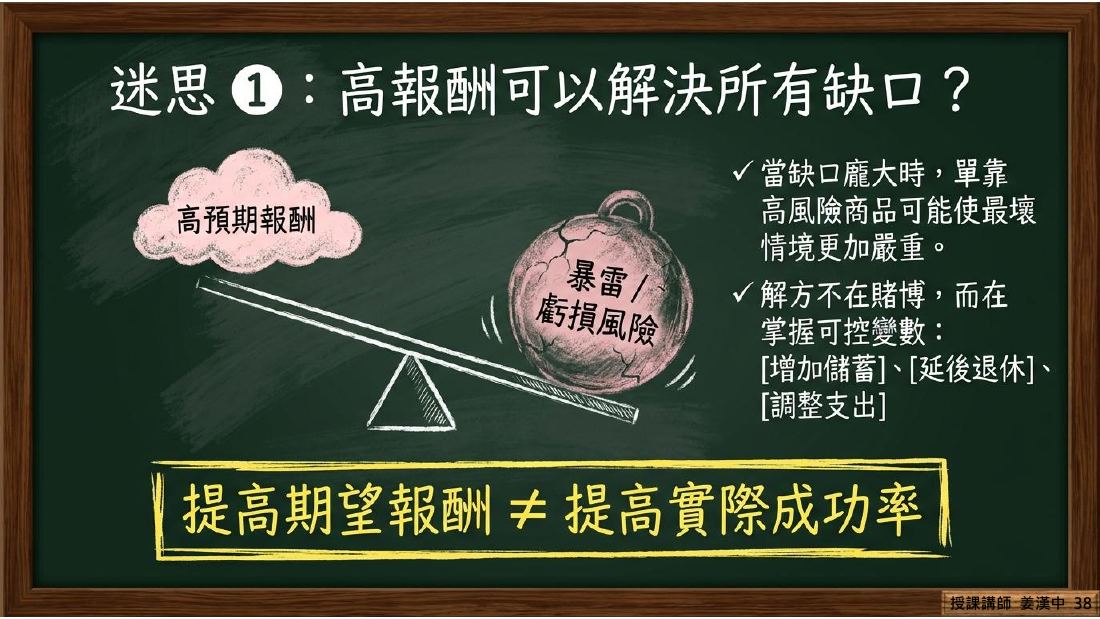 迷思 1：高報酬可以解決所有缺口？
高預期報酬
暴雷 /
虧損風險
✓ 當缺口龐大時，單靠
高風險商品可能使最壞
情境更加嚴重。
✓ 解方不在賭博，而在
掌握可控變數：
[增加儲蓄]、[延後退休]、
[調整支出]
提高期望報酬 ≠ 提高實際成功率
授課講師 姜漢中 38